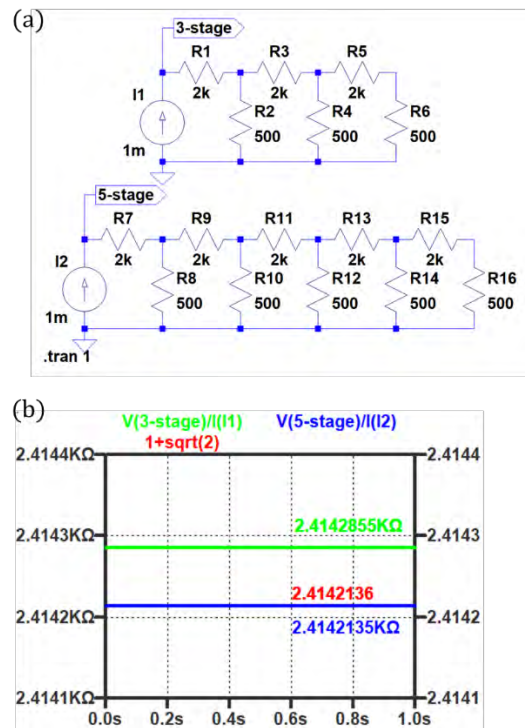 (a)
3-stage
R1 R3 R5
2k 2k 2k
I1 R2 R4 R6
1m 500 500 500
5-stage
R7 R9 R11 R13 R15
2k 2k 2k 2k 2k
I2 R8 R10 R12 R14 R16
1m 500 500 500 500 500
.tran 1
(b)
V(3-stage)/I(I1) V(5-stage)/I(I2)
1+sqrt(2)
2.4144KΩ 2.4144
2.4142855KΩ
2.4143KΩ 2.4143
2.4142136
2.4142KΩ 2.4142
2.4142135KΩ
2.4141KΩ 2.4141
0.0s 0.2s 0.4s 0.6s 0.8s 1.0s